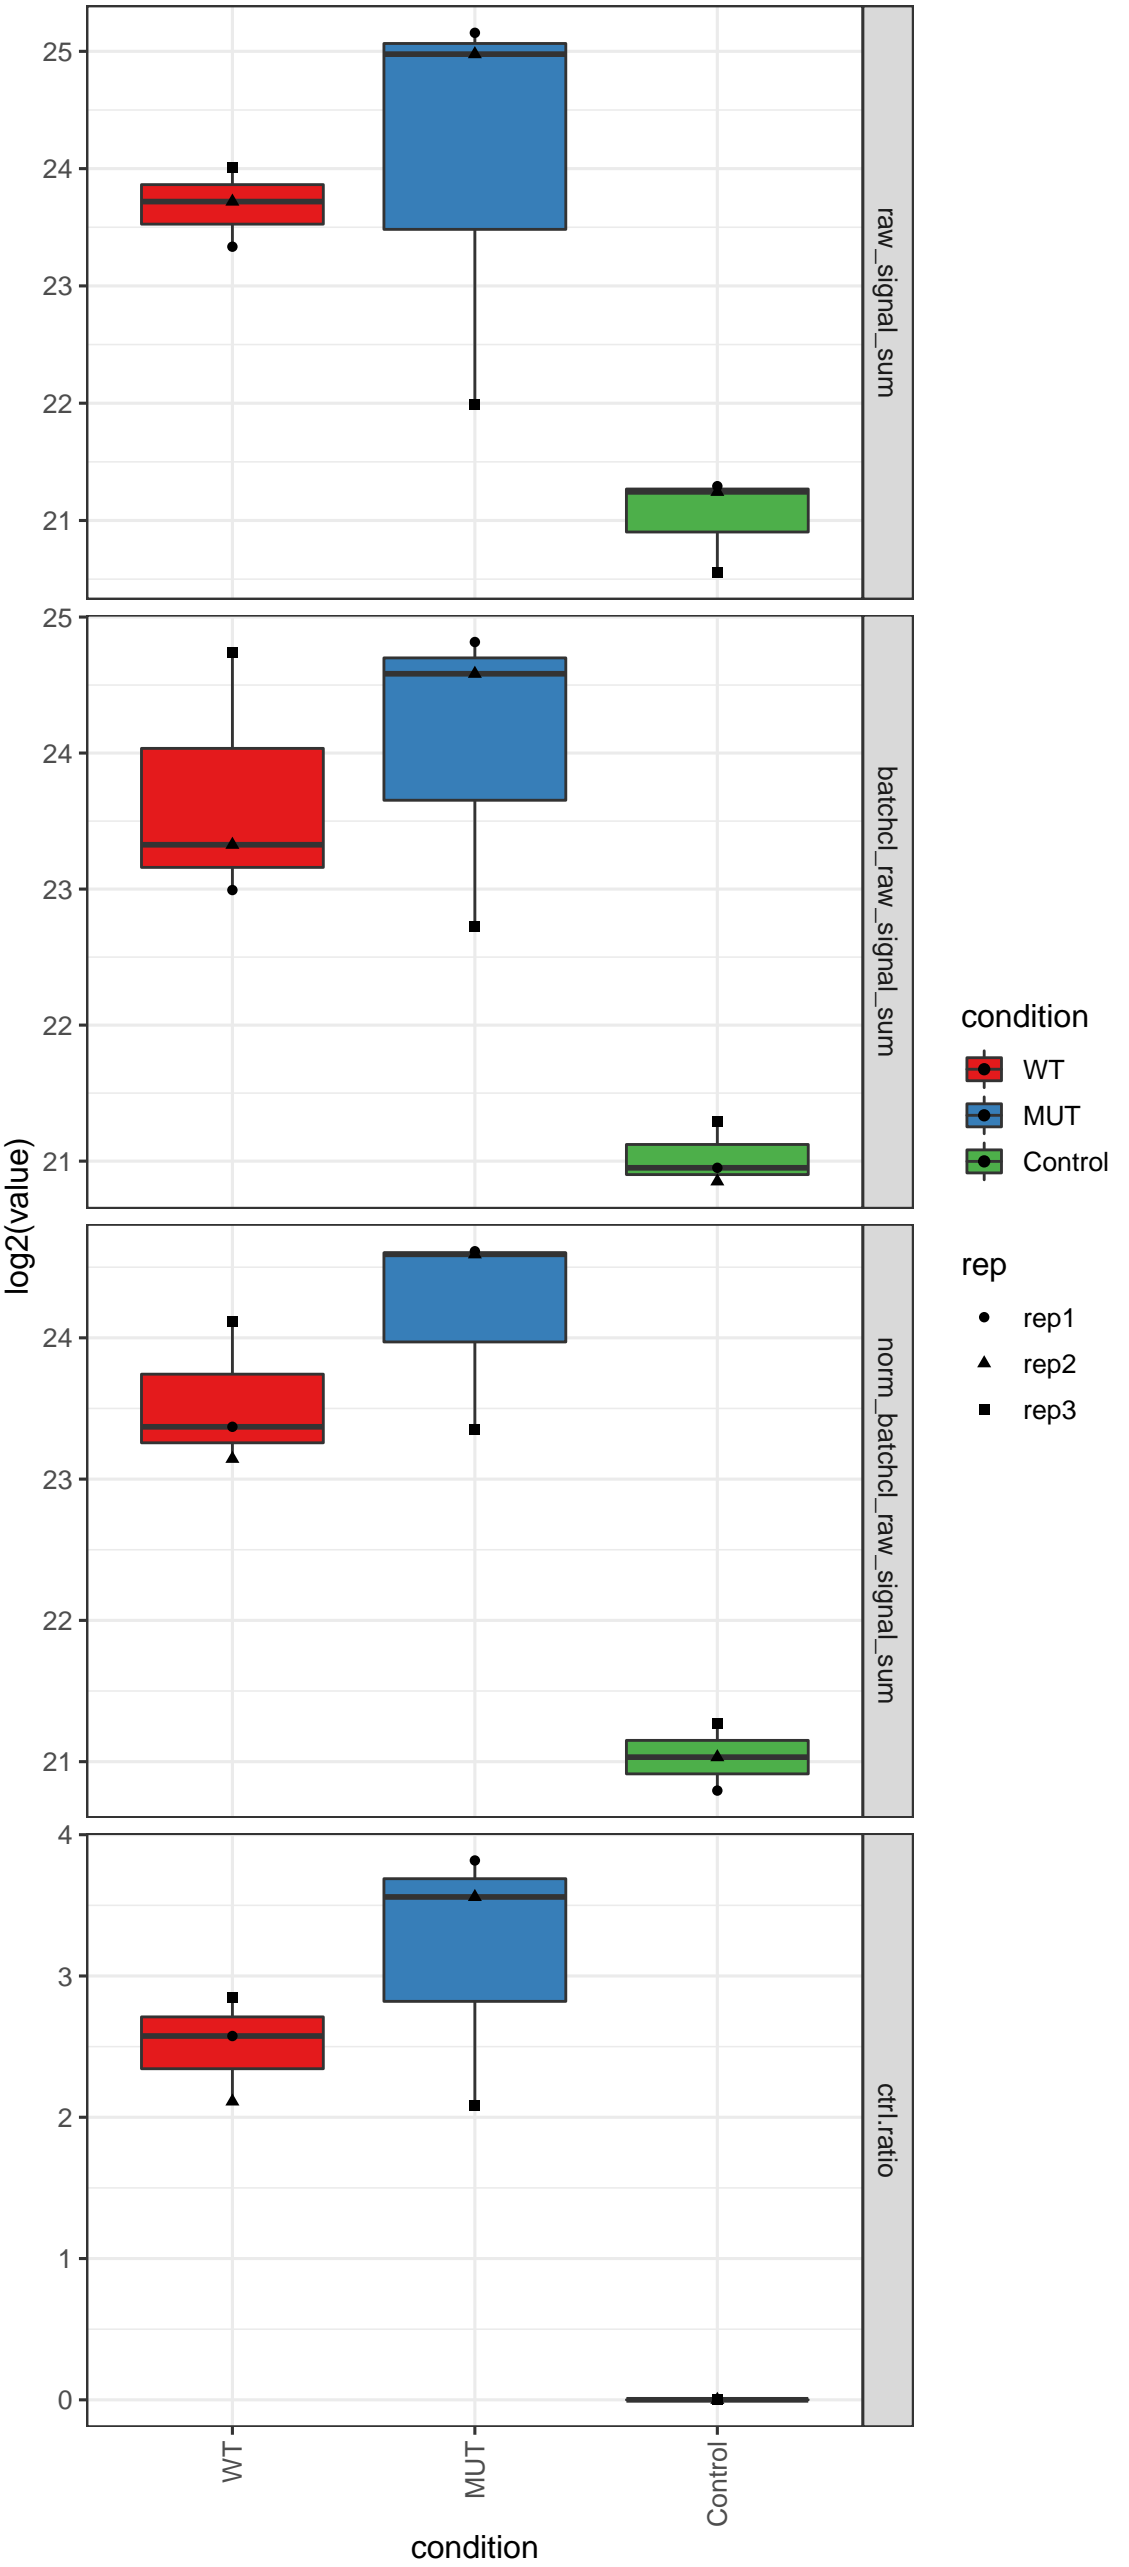 log2(value)
25
24
23
22
21
raw_signal_sum
25
24
23
22
21
batchcl_raw_signal_sum
24
23
22
21
norm_batchcl_raw_signal_sum
4
3
2
1
0
ctrl.ratio
WT
MUT
Control
condition
condition
WT
MUT
Control
rep
rep1
rep2
rep3